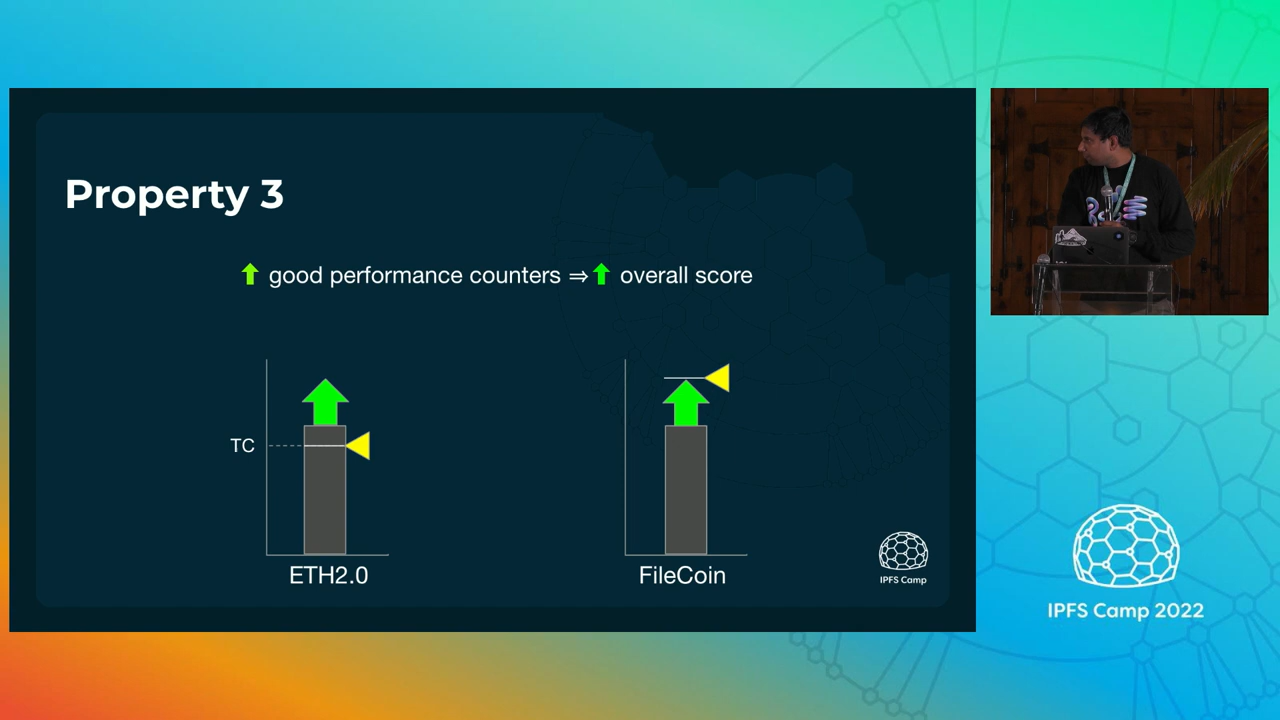 Property 3
good performance counters ⇒ overall score
TC
ETH2.0
FileCoin
IPFS Camp
IPFS Camp 2022